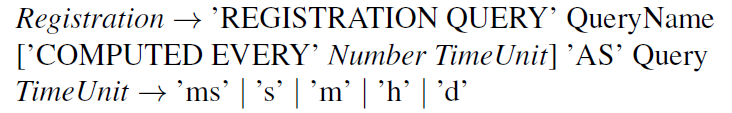 Registration → ’REGISTRATION QUERY’ QueryName
[’COMPUTED EVERY’ Number TimeUnit] ’AS’ Query
TimeUnit → ’ms’ | ’s’ | ’m’ | ’h’ | ’d’